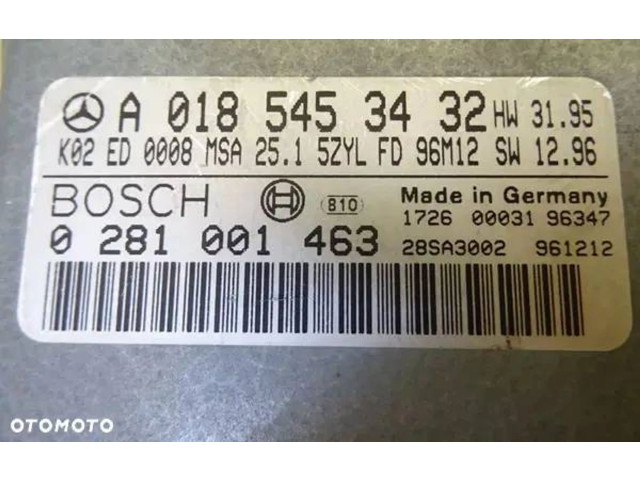 A 018 545 34 32 HW 31.95
K02 ED 0008 MSA 25.1 5ZYL FD 96M12 SW 12.96
BOSCH 810 Made in Germany
1726 00031 96347
0 281 001 463 28SA3002 961212
OTOMOTO